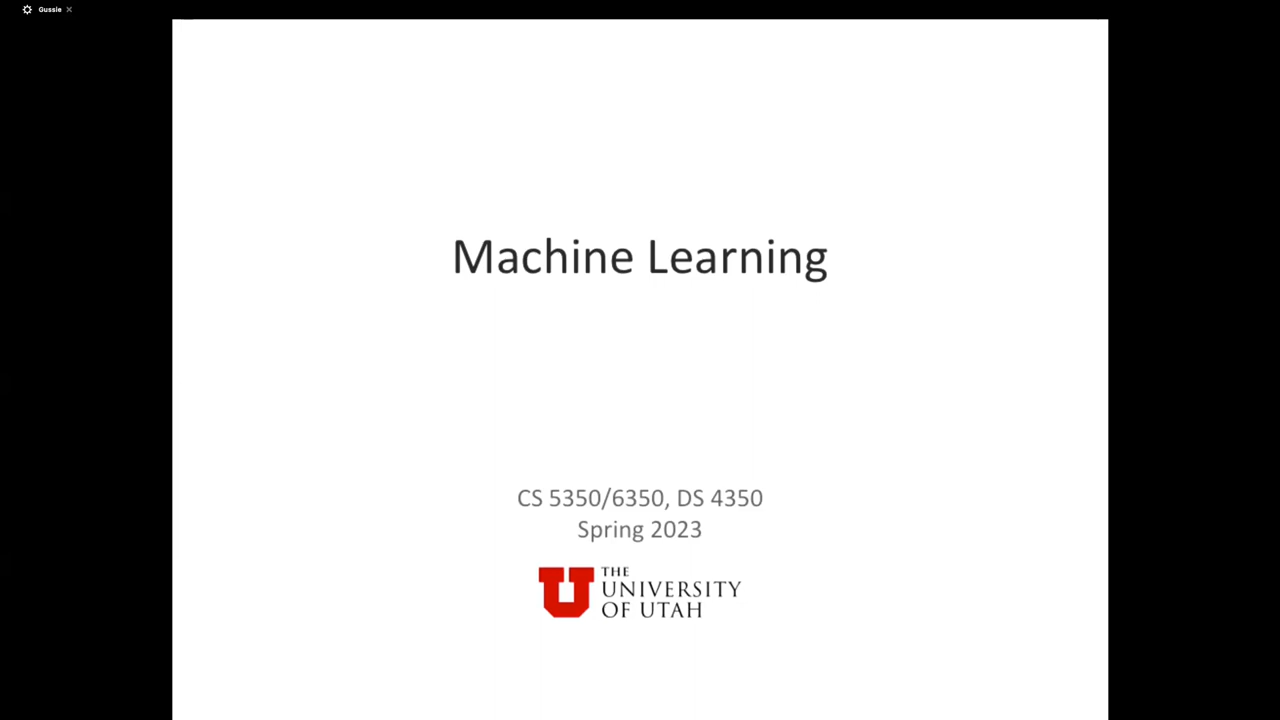 Gussie
Machine Learning
CS 5350/6350, DS 4350
Spring 2023
THE
UNIVERSITY
OF UTAH